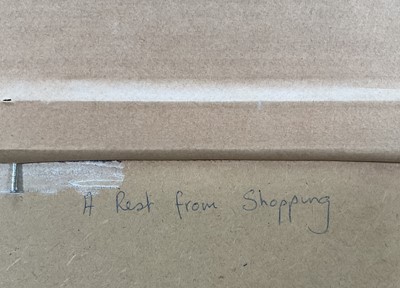 A Rest from Shopping